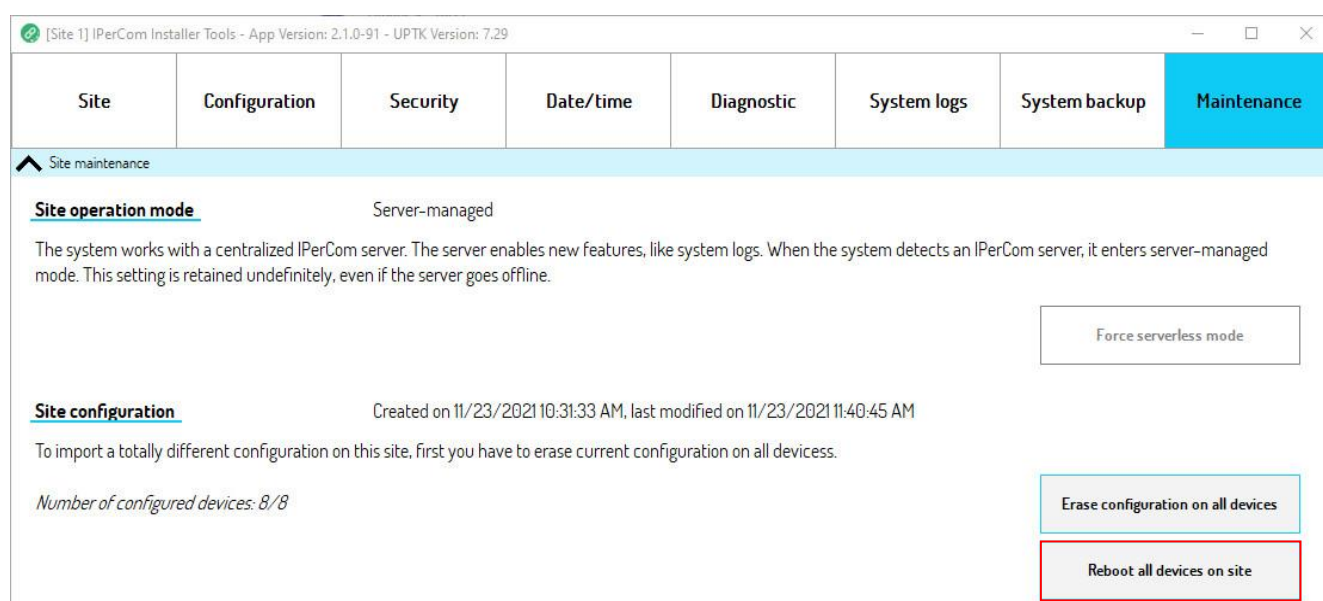 [Site 1] IPerCom Installer Tools - App Version: 2.1.0-91 - UPTK Version: 7.29
Site Configuration Security Date/time Diagnostic System logs System backup Maintenance
Site maintenance
Site operation mode Server-managed
The system works with a centralized IPerCom server. The server enables new features, like system logs. When the system detects an IPerCom server, it enters server-managed
mode. This setting is retained undefinitely, even if the server goes offline.
Force serverless mode
Site configuration Created on 11/23/2021 10:31:33 AM, last modified on 11/23/2021 11:40:45 AM
To import a totally different configuration on this site, first you have to erase current configuration on all devicess.
Number of configured devices: 8/8
Erase configuration on all devices
Reboot all devices on site